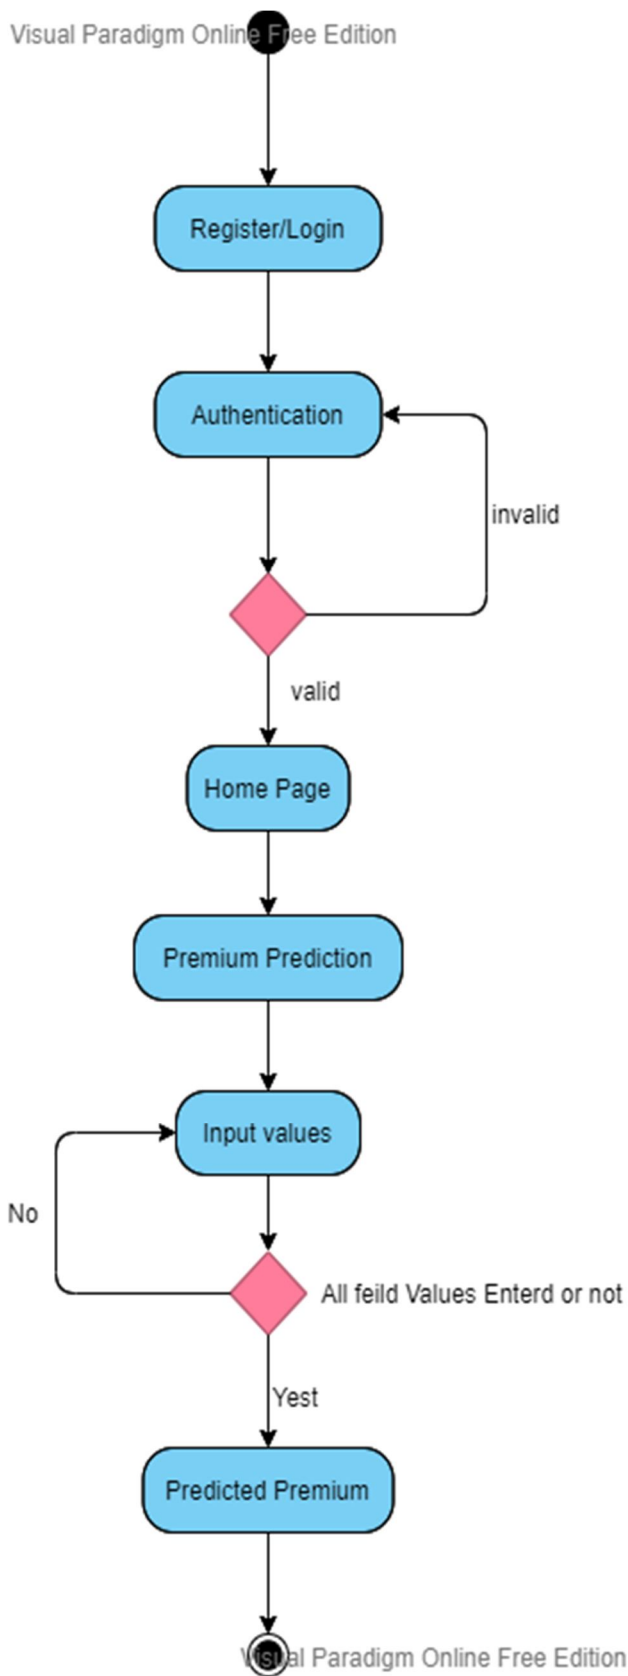 Visual Paradigm Online Free Edition
Register/Login
Authentication
invalid
valid
Home Page
Premium Prediction
Input values
No
All feild Values Enterd or not
Yest
Predicted Premium
Visual Paradigm Online Free Edition